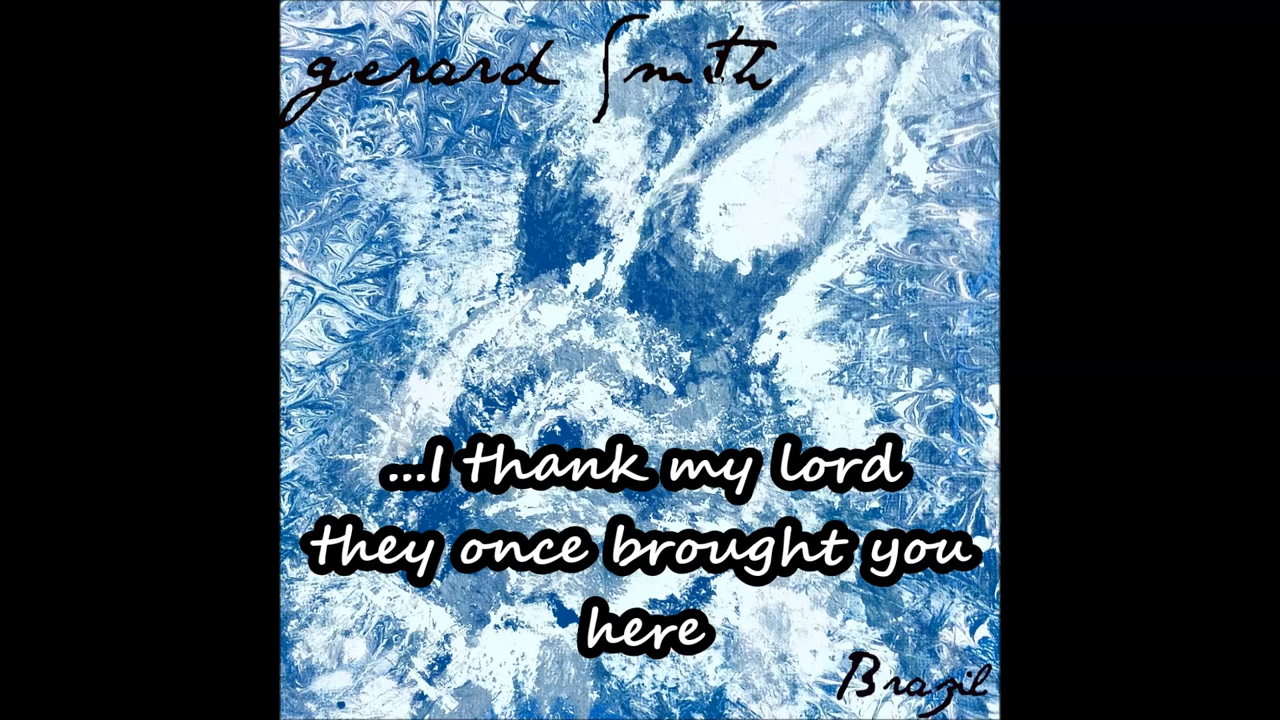 gerard Smith
...I thank my lord
they once brought you
here
Brazil